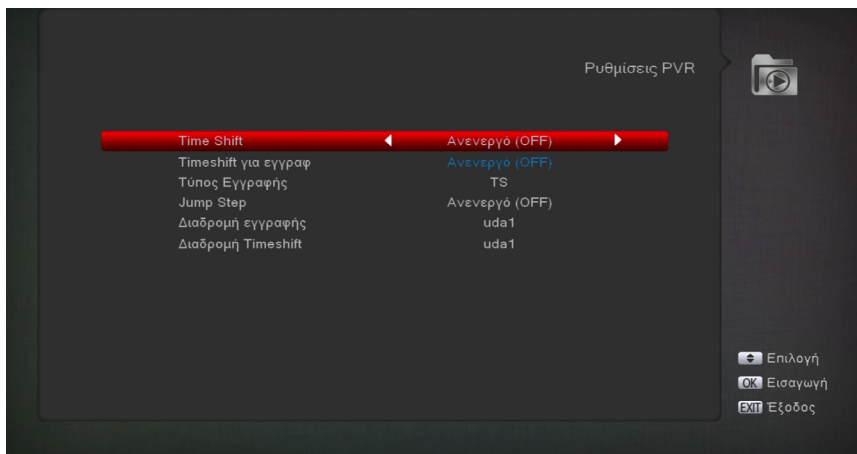 Ρυθμίσεις PVR
Time Shift Ανενεργό (OFF)
Timeshift για εγγραφ Ανενεργό (OFF)
Τύπος Εγγραφής TS
Jump Step Ανενεργό (OFF)
Διαδρομή εγγραφής uda1
Διαδρομή Timeshift uda1
Επιλογή
OK Εισαγωγή
EXIT Έξοδος